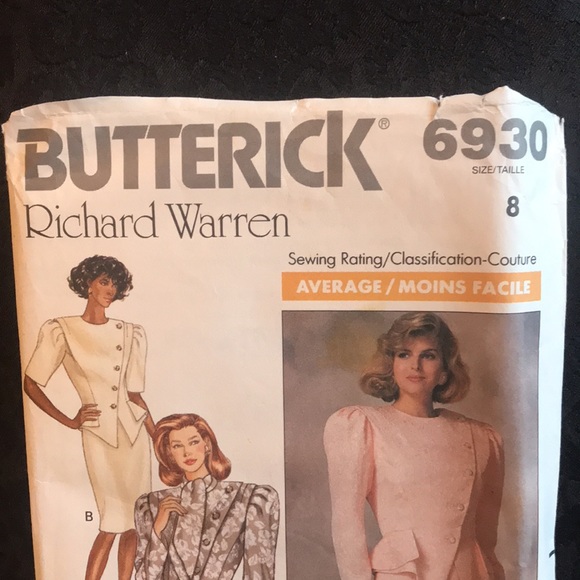 BUTTERICK® 6930
SIZE/TAILLE
8
Richard Warren
Sewing Rating/Classification-Couture
AVERAGE/MOINS FACILE
B